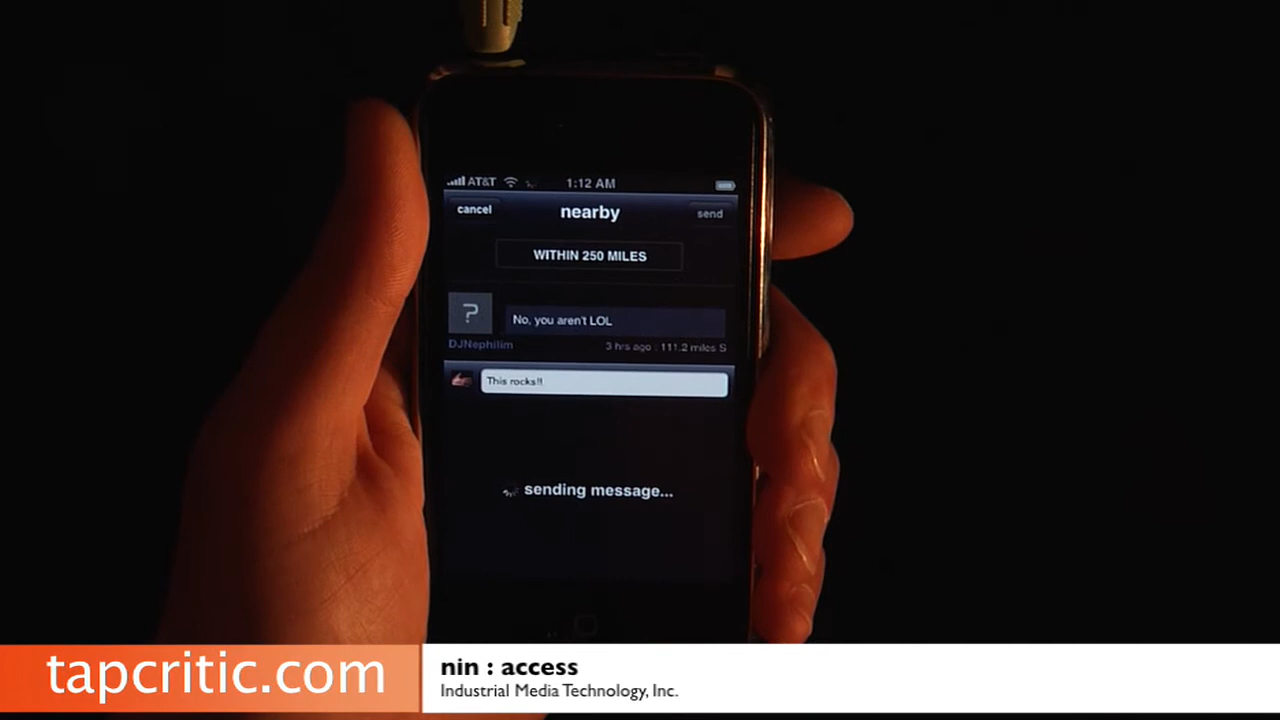 AT&T 1:12 AM
cancel nearby send
WITHIN 250 MILES
?
No, you aren't LOL
DJNephilim 3 hrs ago : 111.2 miles S
This rocks!!
sending message...
tapcritic.com
nin : access
Industrial Media Technology, Inc.